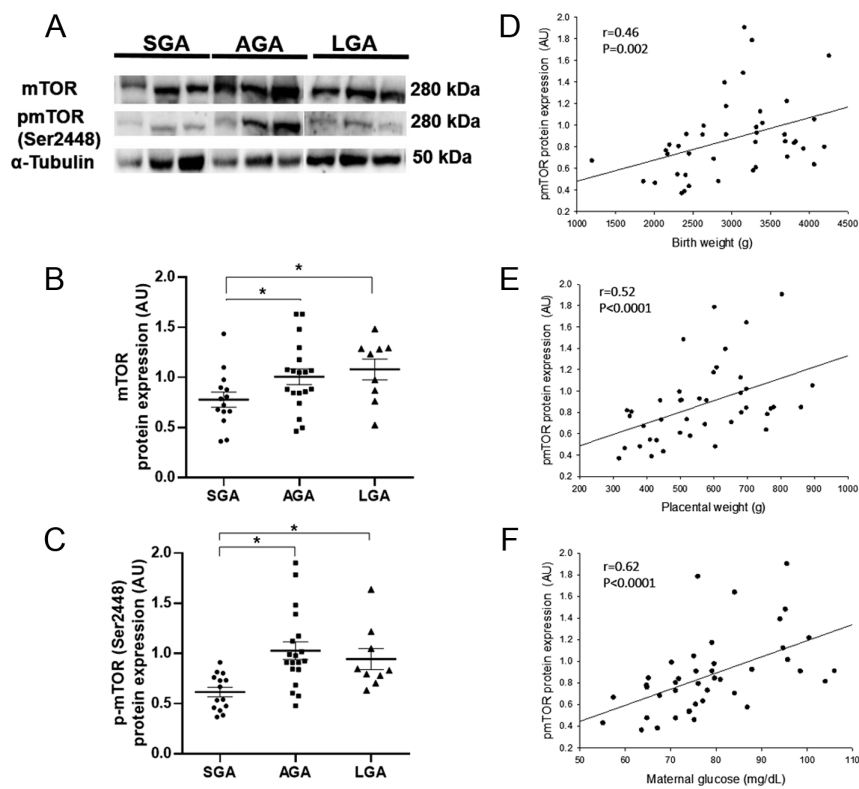 A
SGA AGA LGA
mTOR 280 kDa
pmTOR 280 kDa
(Ser2448)
α-Tubulin 50 kDa
B
mTOR
protein expression (AU)
2.0
1.5
1.0
0.5
0.0
*
*
SGA AGA LGA
C
p-mTOR (Ser2448)
protein expression (AU)
2.0
1.5
1.0
0.5
0.0
*
*
SGA AGA LGA
D
pmTOR protein expression (AU)
r=0.46
P=0.002
2.0
1.8
1.6
1.4
1.2
1.0
0.8
0.6
0.4
0.2
1000 1500 2000 2500 3000 3500 4000 4500
Birth weight (g)
E
pmTOR protein expression (AU)
r=0.52
P<0.0001
2.0
1.8
1.6
1.4
1.2
1.0
0.8
0.6
0.4
0.2
200 300 400 500 600 700 800 900 1000
Placental weight (g)
F
pmTOR protein expression (AU)
r=0.62
P<0.0001
2.0
1.8
1.6
1.4
1.2
1.0
0.8
0.6
0.4
0.2
50 60 70 80 90 100 110
Maternal glucose (mg/dL)